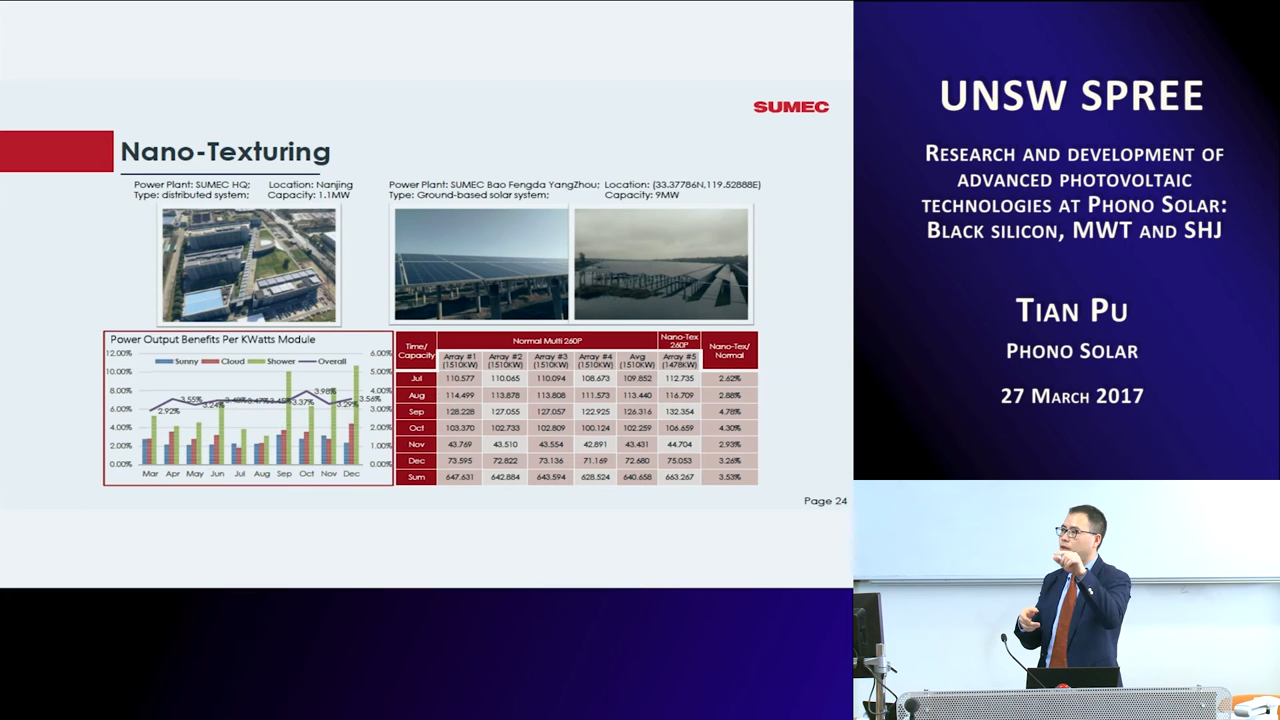 SUMEC
Nano-Texturing
Power Plant: SUMEC HQ; Location: Nanjing
Type: distributed system; Capacity: 1.1MW
Power Plant: SUMEC Bao Fengda YangZhou; Location: (33.37786N,119.52888E)
Type: Ground-based solar system; Capacity: 9MW
Power Output Benefits Per KWatts Module
Sunny Cloud Shower Overall
12.00% 6.00%
10.00% 5.00%
8.00% 4.00%
6.00% 3.00%
4.00% 2.00%
2.00% 1.00%
0.00% 0.00%
2.92% 3.55% 3.24% 3.37% 3.98% 3.29% 3.56%
Mar Apr May Jun Jul Aug Sep Oct Nov Dec
Time/ Capacity Normal Multi 260P Nano-Tex 260P Nano-Tex/ Normal
Array #1 (1510KW) Array #2 (1510KW) Array #3 (1510KW) Array #4 (1510KW) Avg (1510KW) Array #5 (1478KW)
Jul 110.577 110.065 110.094 108.673 109.852 112.735 2.62%
Aug 114.499 113.878 113.808 111.573 113.440 116.709 2.88%
Sep 128.228 127.055 127.057 122.925 126.316 132.354 4.78%
Oct 103.370 102.733 102.809 100.124 102.259 106.659 4.30%
Nov 43.769 43.510 43.554 42.891 43.431 44.704 2.93%
Dec 73.595 72.822 73.136 71.169 72.680 75.053 3.26%
Sum 647.631 642.884 643.594 628.524 640.658 663.267 3.53%
Page 24
UNSW SPREE
Research and development of
advanced photovoltaic
technologies at Phono Solar:
Black silicon, MWT and SHJ
Tian Pu
Phono Solar
27 March 2017